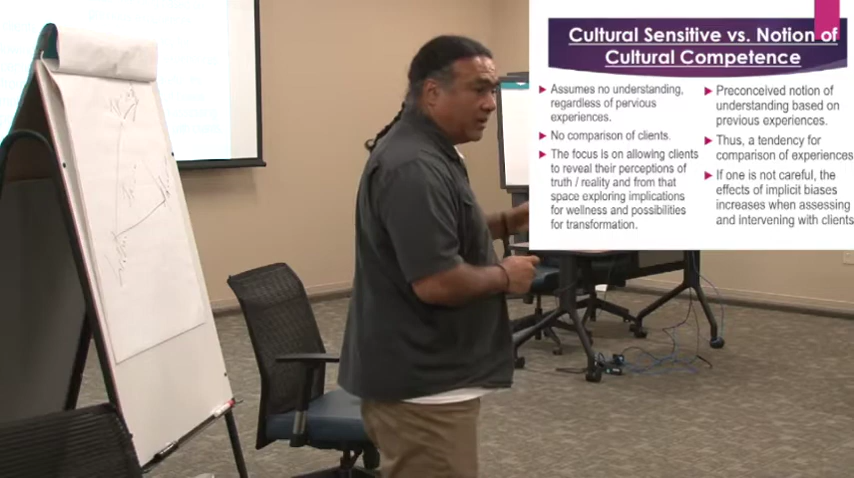 Cultural Sensitive vs. Notion of
Cultural Competence
Assumes no understanding,
regardless of pervious
experiences.
No comparison of clients.
The focus is on allowing clients
to reveal their perceptions of
truth / reality and from that
space exploring implications
for wellness and possibilities
for transformation.
Preconceived notion of
understanding based on
previous experiences.
Thus, a tendency for
comparison of experiences
If one is not careful, the
effects of implicit biases
increases when assessing
and intervening with clients